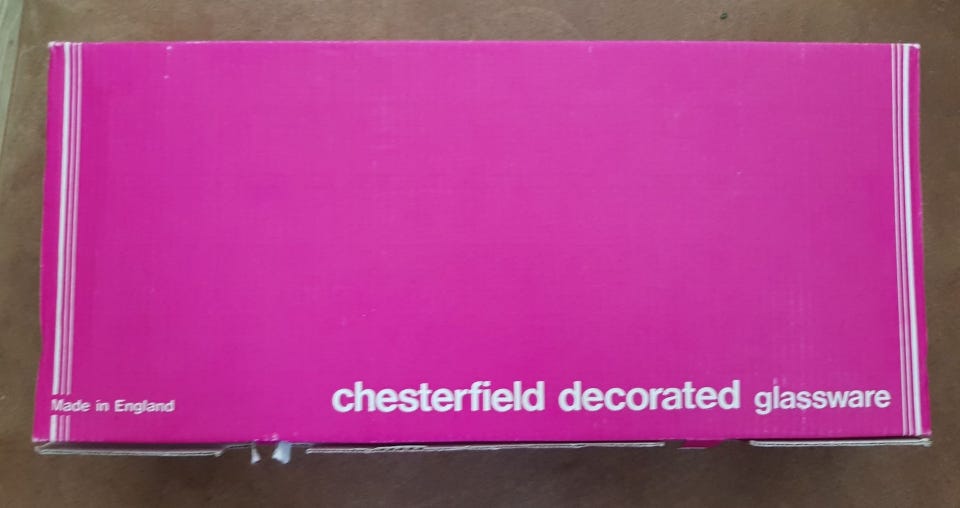 chesterfield decorated glassware
Made in England